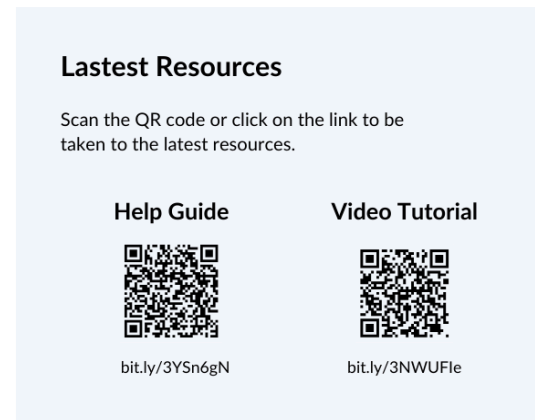 Lastest Resources
Scan the QR code or click on the link to be
taken to the latest resources.
Help Guide
Video Tutorial
bit.ly/3YSn6gN
bit.ly/3NWUFIe